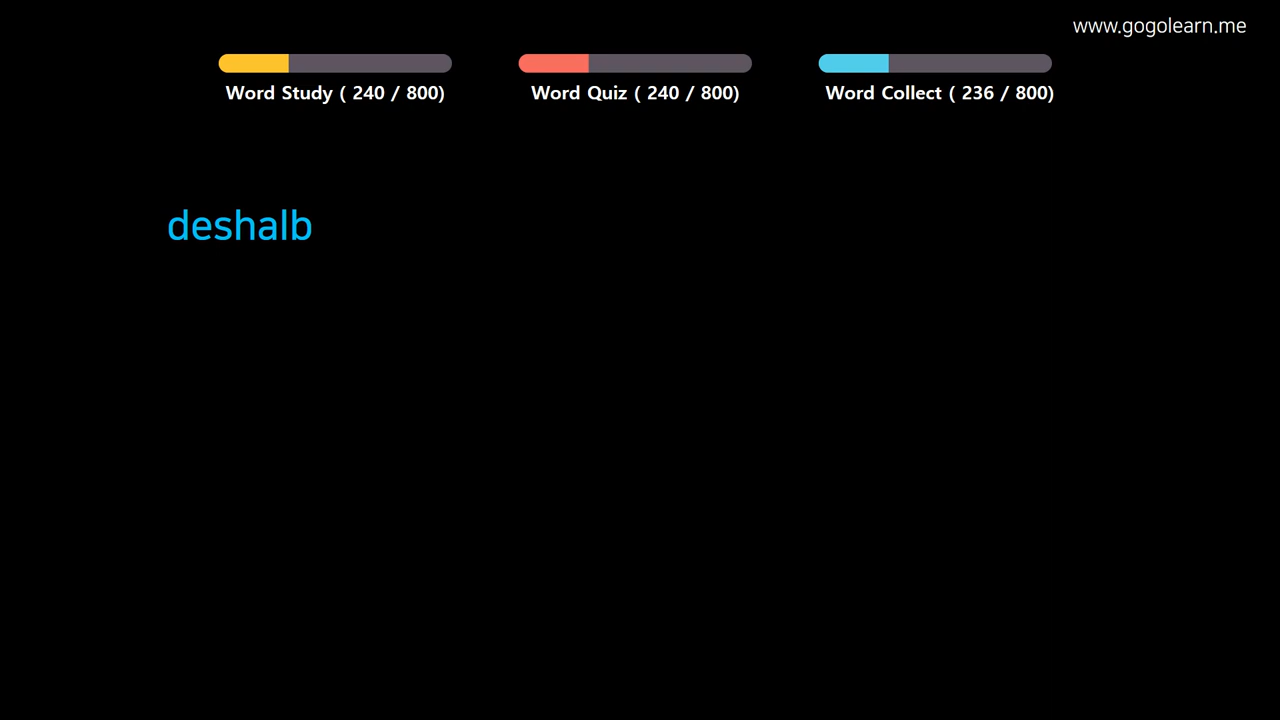 www.gogolearn.me
Word Study ( 240 / 800)
Word Quiz ( 240 / 800)
Word Collect ( 236 / 800)
deshalb